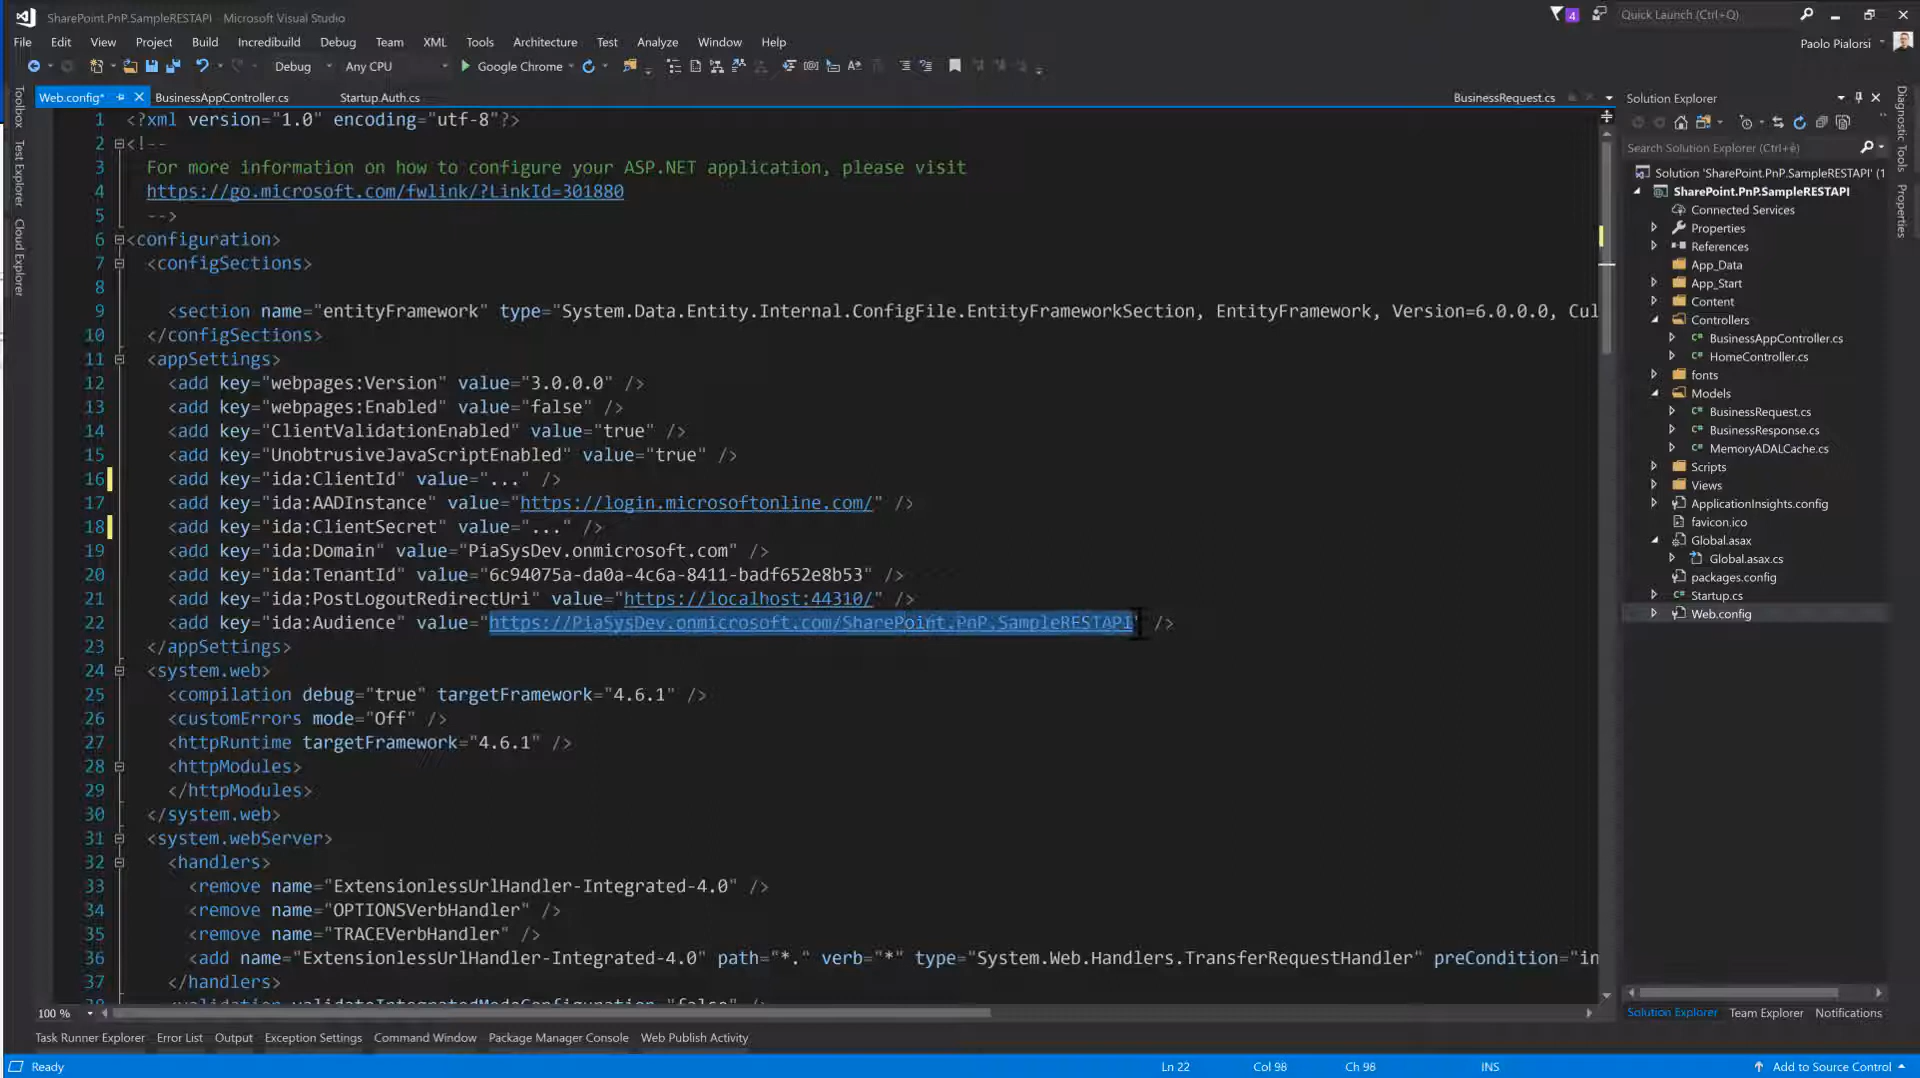 SharePoint.PnP.SampleRESTAPI - Microsoft Visual Studio
4
Quick Launch (Ctrl+Q)
File Edit View Project Build Incredibuild Debug Team XML Tools Architecture Test Analyze Window Help
Paolo Pialorsi
Debug Any CPU Google Chrome
Web.config* BusinessAppController.cs Startup.Auth.cs BusinessRequest.cs
Toolbox
Test Explorer
Cloud Explorer
1 <?xml version="1.0" encoding="utf-8"?>
2 <!--
3 For more information on how to configure your ASP.NET application, please visit
4 https://go.microsoft.com/fwlink/?LinkId=301880
5 -->
6 <configuration>
7 <configSections>
8
9 <section name="entityFramework" type="System.Data.Entity.Internal.ConfigFile.EntityFrameworkSection, EntityFramework, Version=6.0.0.0, Cul
10 </configSections>
11 <appSettings>
12 <add key="webpages:Version" value="3.0.0.0" />
13 <add key="webpages:Enabled" value="false" />
14 <add key="ClientValidationEnabled" value="true" />
15 <add key="UnobtrusiveJavaScriptEnabled" value="true" />
16 <add key="ida:ClientId" value="..." />
17 <add key="ida:AADInstance" value="https://login.microsoftonline.com/" />
18 <add key="ida:ClientSecret" value="..." />
19 <add key="ida:Domain" value="PiaSysDev.onmicrosoft.com" />
20 <add key="ida:TenantId" value="6c94075a-da0a-4c6a-8411-badf652e8b53" />
21 <add key="ida:PostLogoutRedirectUri" value="https://localhost:44310/" />
22 <add key="ida:Audience" value="https://PiaSysDev.onmicrosoft.com/SharePoint.PnP.SampleRESTAPI" />
23 </appSettings>
24 <system.web>
25 <compilation debug="true" targetFramework="4.6.1" />
26 <customErrors mode="Off" />
27 <httpRuntime targetFramework="4.6.1" />
28 <httpModules>
29 </httpModules>
30 </system.web>
31 <system.webServer>
32 <handlers>
33 <remove name="ExtensionlessUrlHandler-Integrated-4.0" />
34 <remove name="OPTIONSVerbHandler" />
35 <remove name="TRACEVerbHandler" />
36 <add name="ExtensionlessUrlHandler-Integrated-4.0" path="*." verb="*" type="System.Web.Handlers.TransferRequestHandler" preCondition="in
37 </handlers>
38 <validation validateIntegratedModeConfiguration="false" />
100 %
Solution Explorer
Search Solution Explorer (Ctrl+è)
Solution 'SharePoint.PnP.SampleRESTAPI' (1
SharePoint.PnP.SampleRESTAPI
Connected Services
Properties
References
App_Data
App_Start
Content
Controllers
C# BusinessAppController.cs
C# HomeController.cs
fonts
Models
C# BusinessRequest.cs
C# BusinessResponse.cs
C# MemoryADALCache.cs
Scripts
Views
ApplicationInsights.config
favicon.ico
Global.asax
Global.asax.cs
packages.config
C# Startup.cs
Web.config
Solution Explorer Team Explorer Notifications
Diagnostic Tools
Properties
Task Runner Explorer Error List Output Exception Settings Command Window Package Manager Console Web Publish Activity
Ready Ln 22 Col 98 Ch 98 INS Add to Source Control